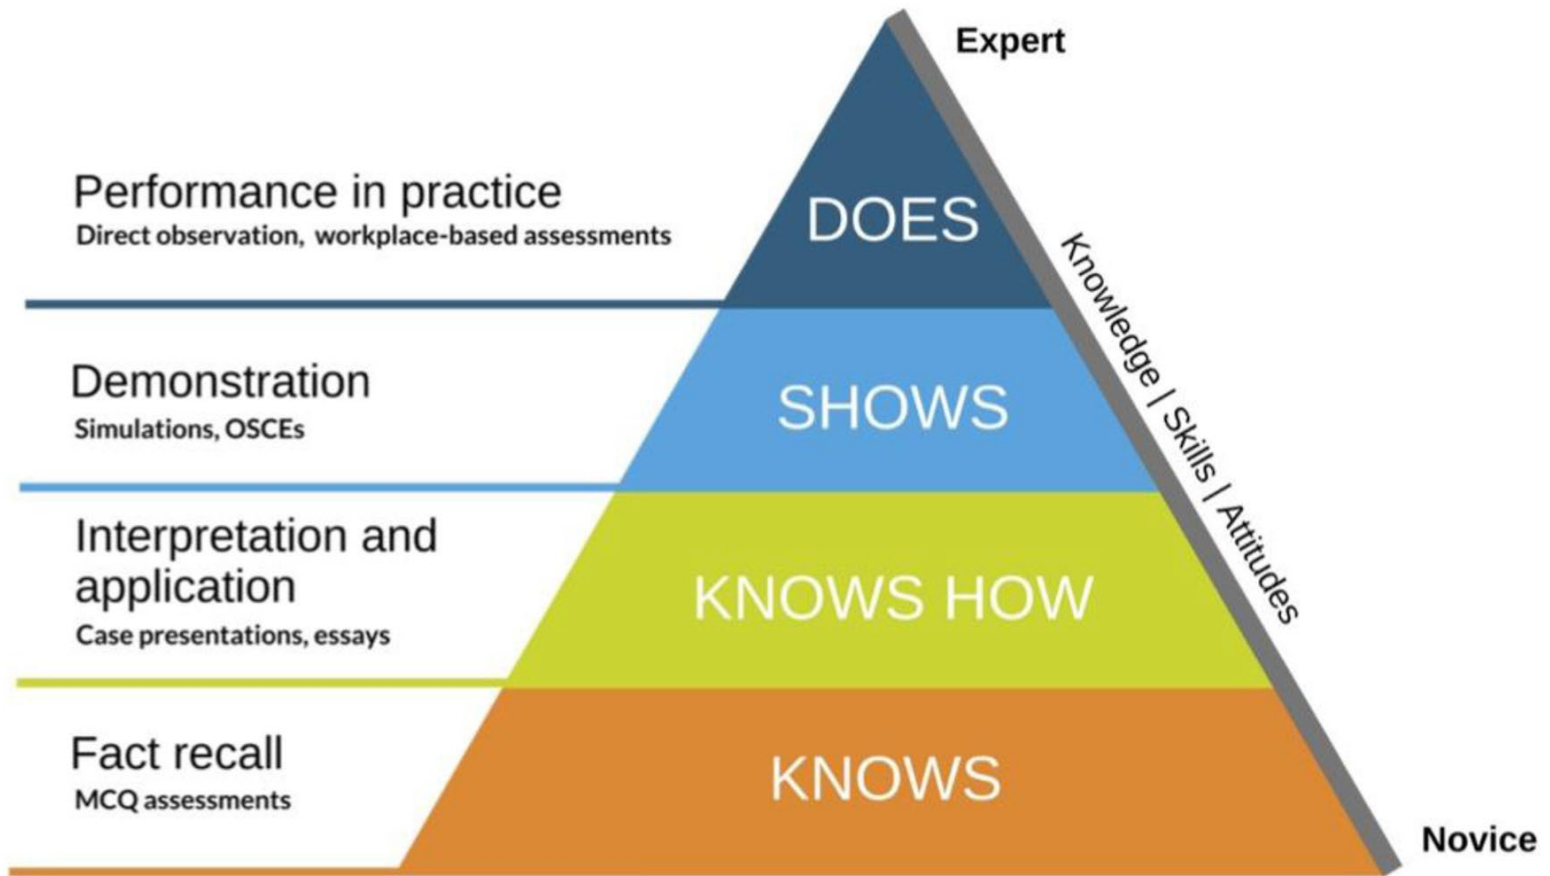 Expert
Performance in practice
Direct observation, workplace-based assessments
DOES
Demonstration
Simulations, OSCEs
SHOWS
Interpretation and
application
Case presentations, essays
KNOWS HOW
Fact recall
MCQ assessments
KNOWS
Knowledge | Skills | Attitudes
Novice